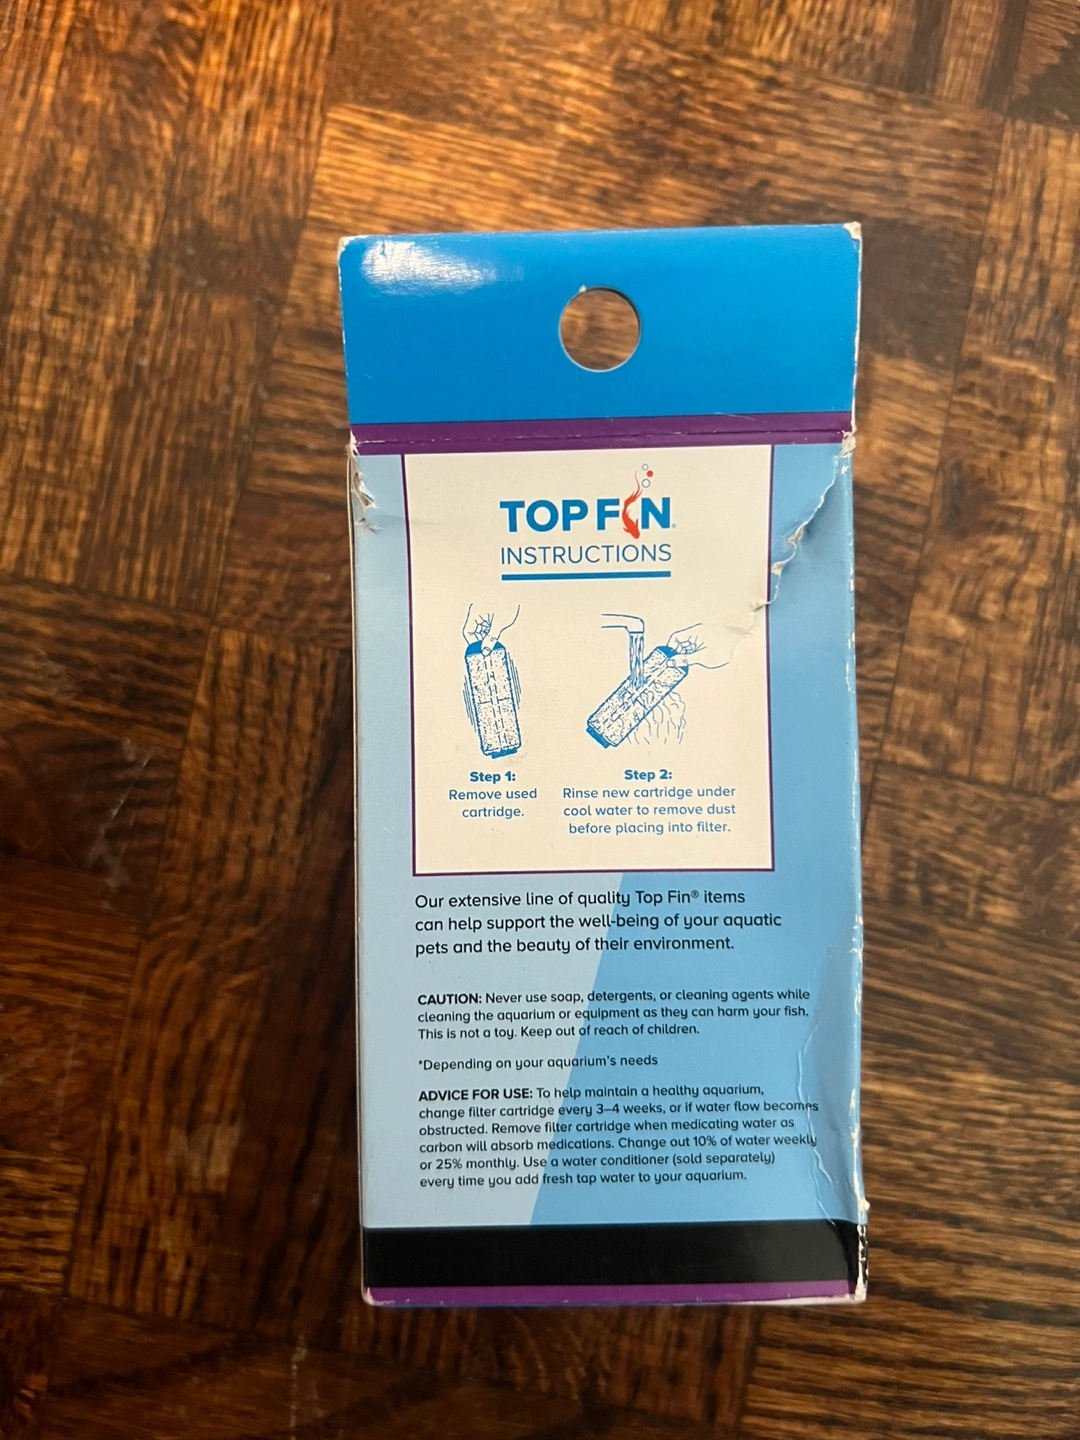 TOP FIN®
INSTRUCTIONS
Step 1:
Remove used
cartridge.
Step 2:
Rinse new cartridge under
cool water to remove dust
before placing into filter.
Our extensive line of quality Top Fin® items
can help support the well-being of your aquatic
pets and the beauty of their environment.
CAUTION: Never use soap, detergents, or cleaning agents while
cleaning the aquarium or equipment as they can harm your fish.
This is not a toy. Keep out of reach of children.
*Depending on your aquarium's needs
ADVICE FOR USE: To help maintain a healthy aquarium,
change filter cartridge every 3–4 weeks, or if water flow becomes
obstructed. Remove filter cartridge when medicating water as
carbon will absorb medications. Change out 10% of water weekly
or 25% monthly. Use a water conditioner (sold separately)
every time you add fresh tap water to your aquarium.